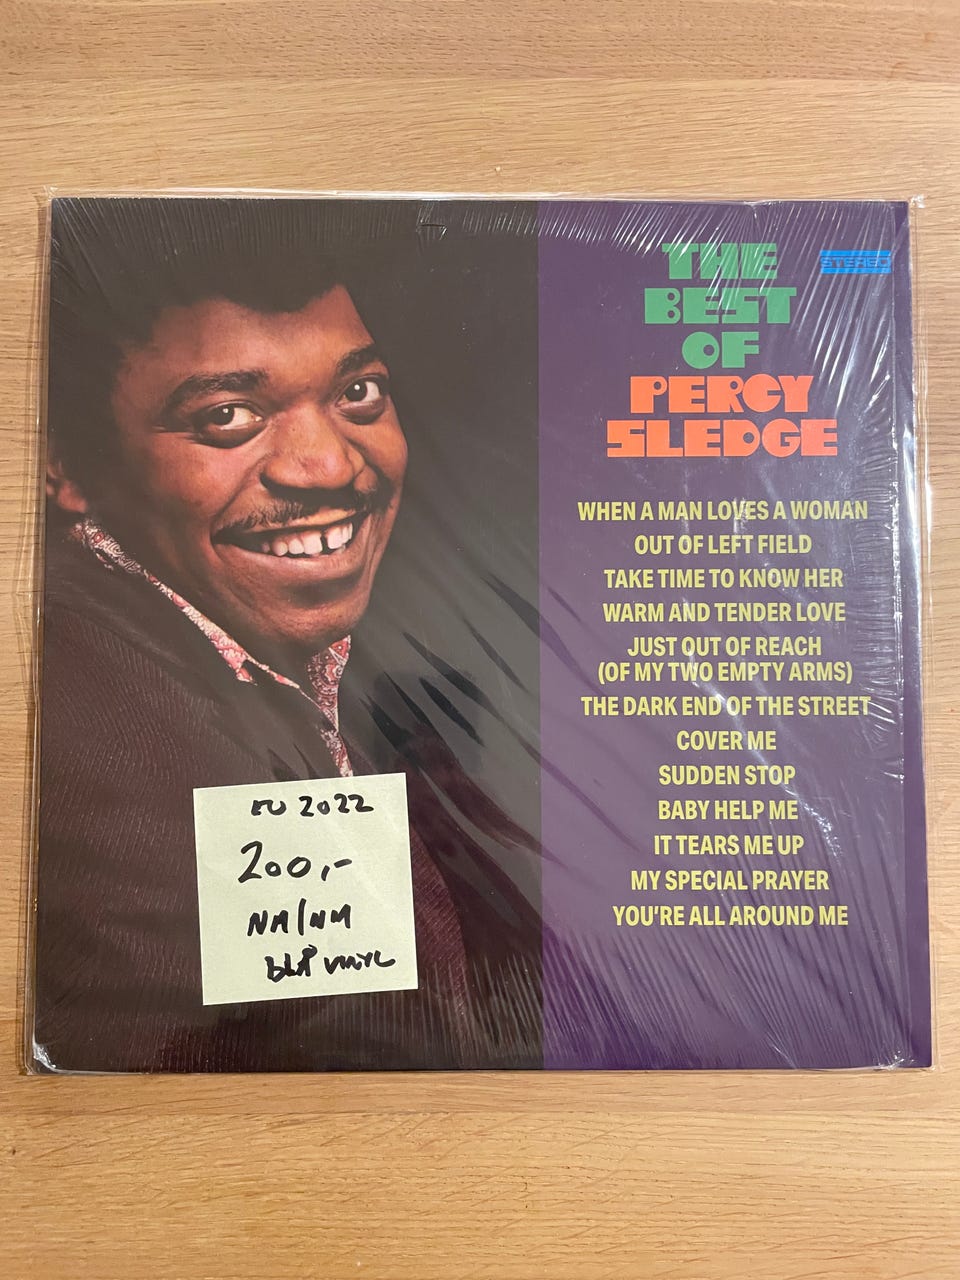 THE
BEST
OF
PERCY
SLEDGE
STEREO
WHEN A MAN LOVES A WOMAN
OUT OF LEFT FIELD
TAKE TIME TO KNOW HER
WARM AND TENDER LOVE
JUST OUT OF REACH
(OF MY TWO EMPTY ARMS)
THE DARK END OF THE STREET
COVER ME
SUDDEN STOP
BABY HELP ME
IT TEARS ME UP
MY SPECIAL PRAYER
YOU'RE ALL AROUND ME
EU 2022
200,-
NM/NM
BLÅ VINYL